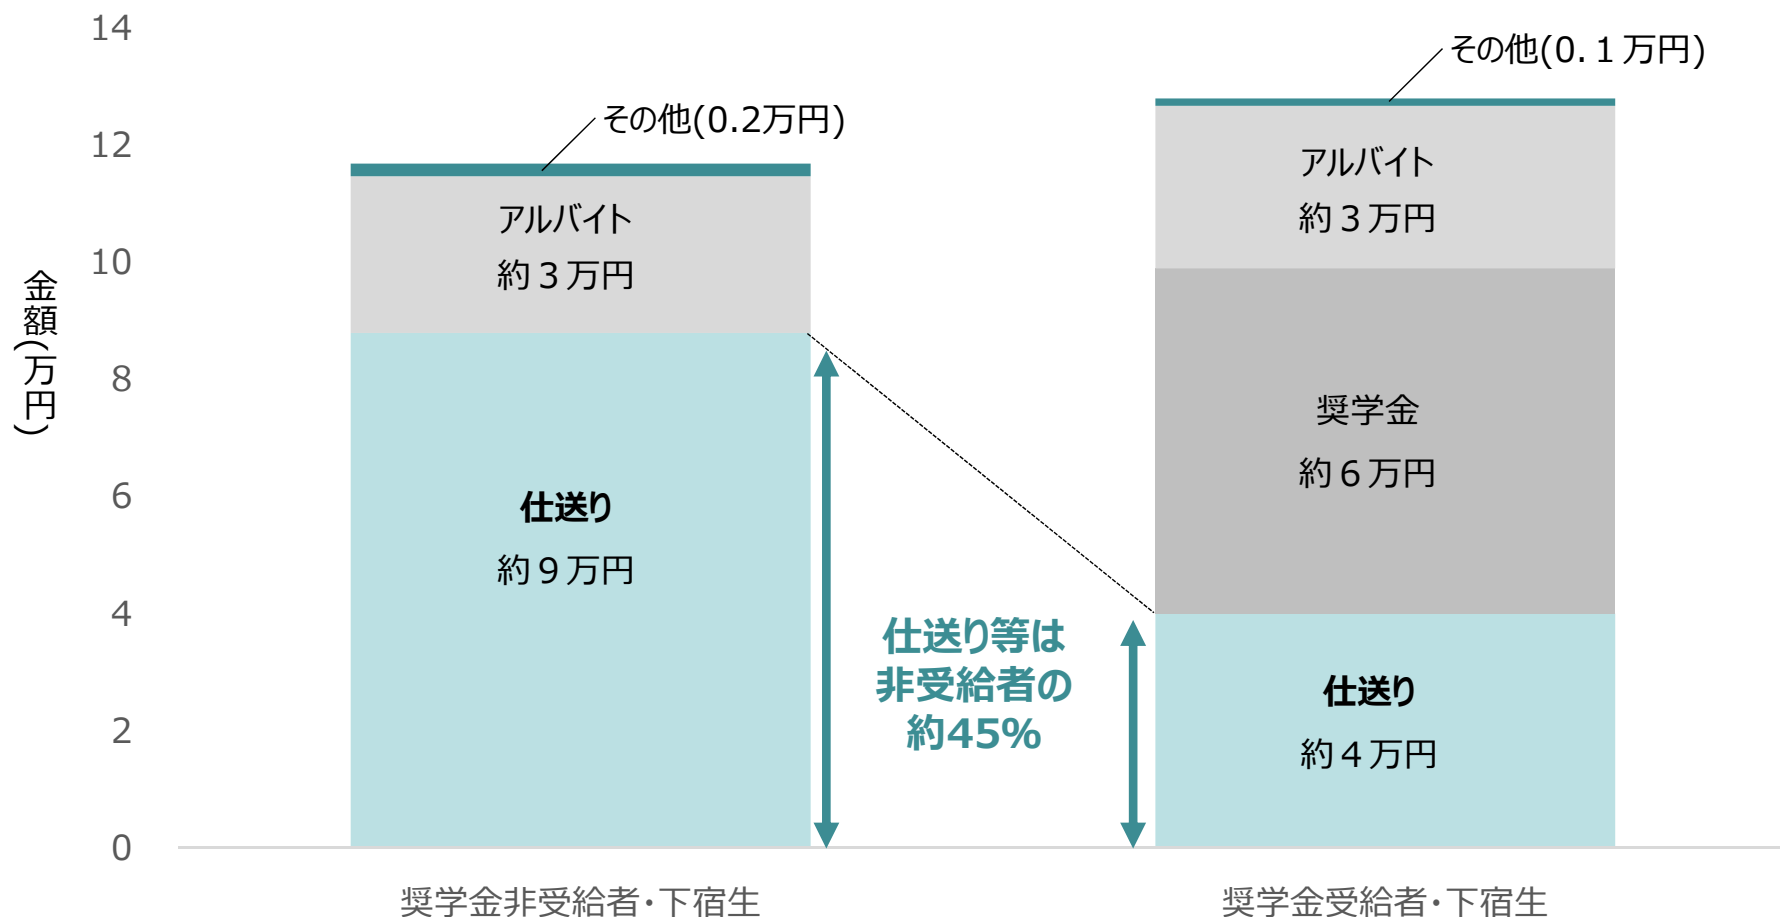 14
12
10
8
6
4
2
0
金額(万円)
その他(0.2万円)
アルバイト
約３万円
仕送り
約９万円
仕送り等は
非受給者の
約45%
その他(0.１万円)
アルバイト
約３万円
奨学金
約６万円
仕送り
約４万円
奨学金非受給者・下宿生
奨学金受給者・下宿生